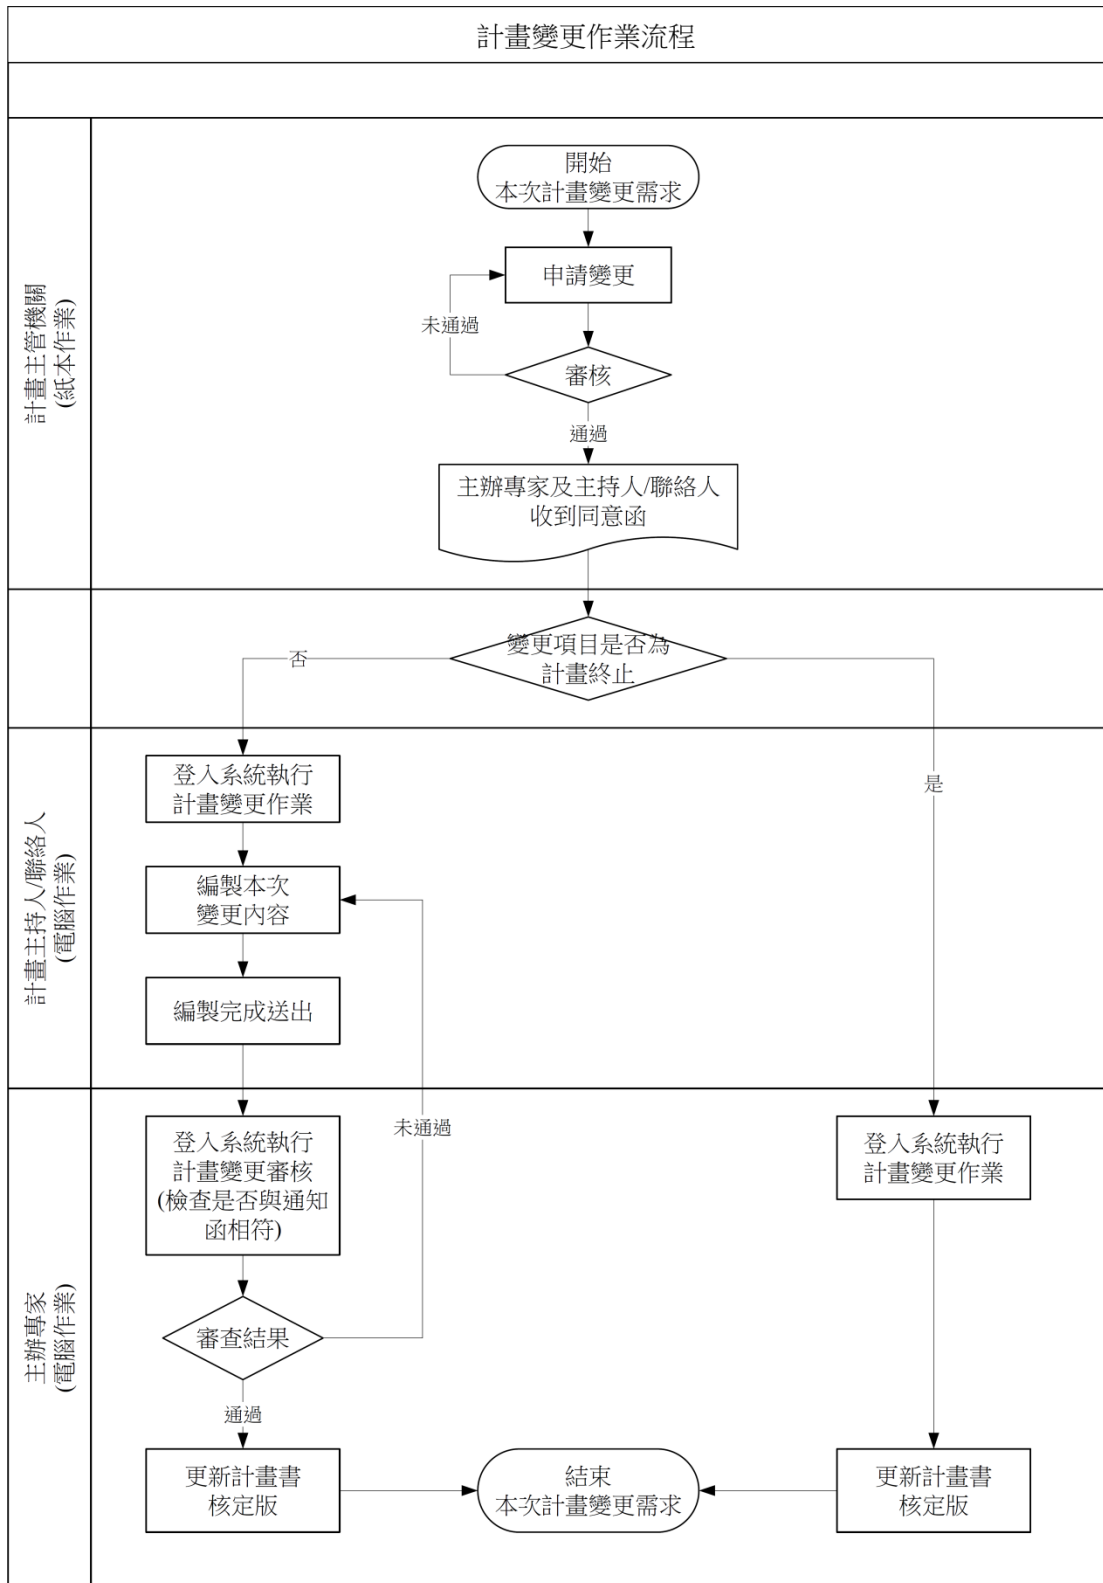 計畫變更作業流程
計畫主管機關
(紙本作業)
開始
本次計畫變更需求
申請變更
未通過
審核
通過
主辦專家及主持人/聯絡人
收到同意函
變更項目是否為
計畫終止
否
是
計畫主持人/聯絡人
(電腦作業)
登入系統執行
計畫變更作業
編製本次
變更內容
編製完成送出
主辦專家
(電腦作業)
登入系統執行
計畫變更審核
(檢查是否與通知
函相符)
未通過
登入系統執行
計畫變更作業
審查結果
通過
更新計畫書
核定版
結束
本次計畫變更需求
更新計畫書
核定版